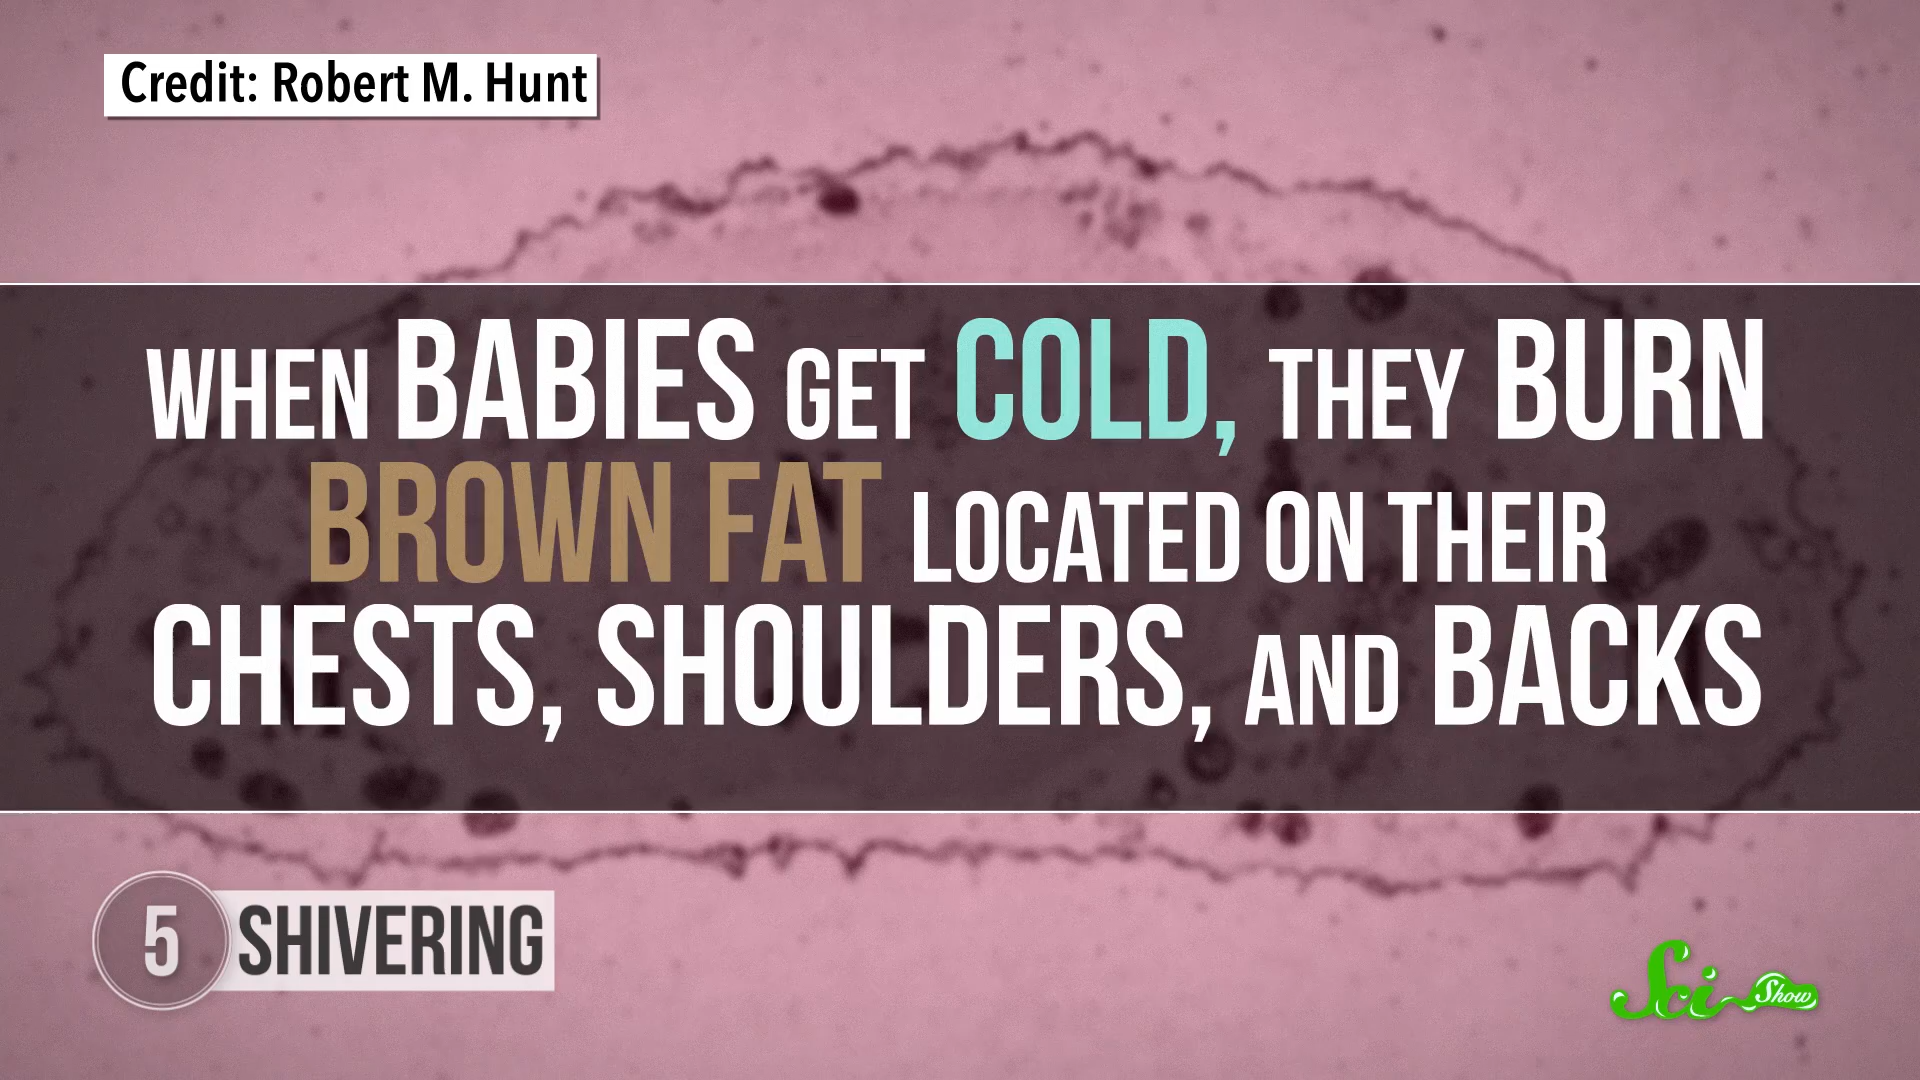 Credit: Robert M. Hunt
WHEN BABIES GET COLD, THEY BURN
BROWN FAT LOCATED ON THEIR
CHESTS, SHOULDERS, AND BACKS
5 SHIVERING
Sci Show